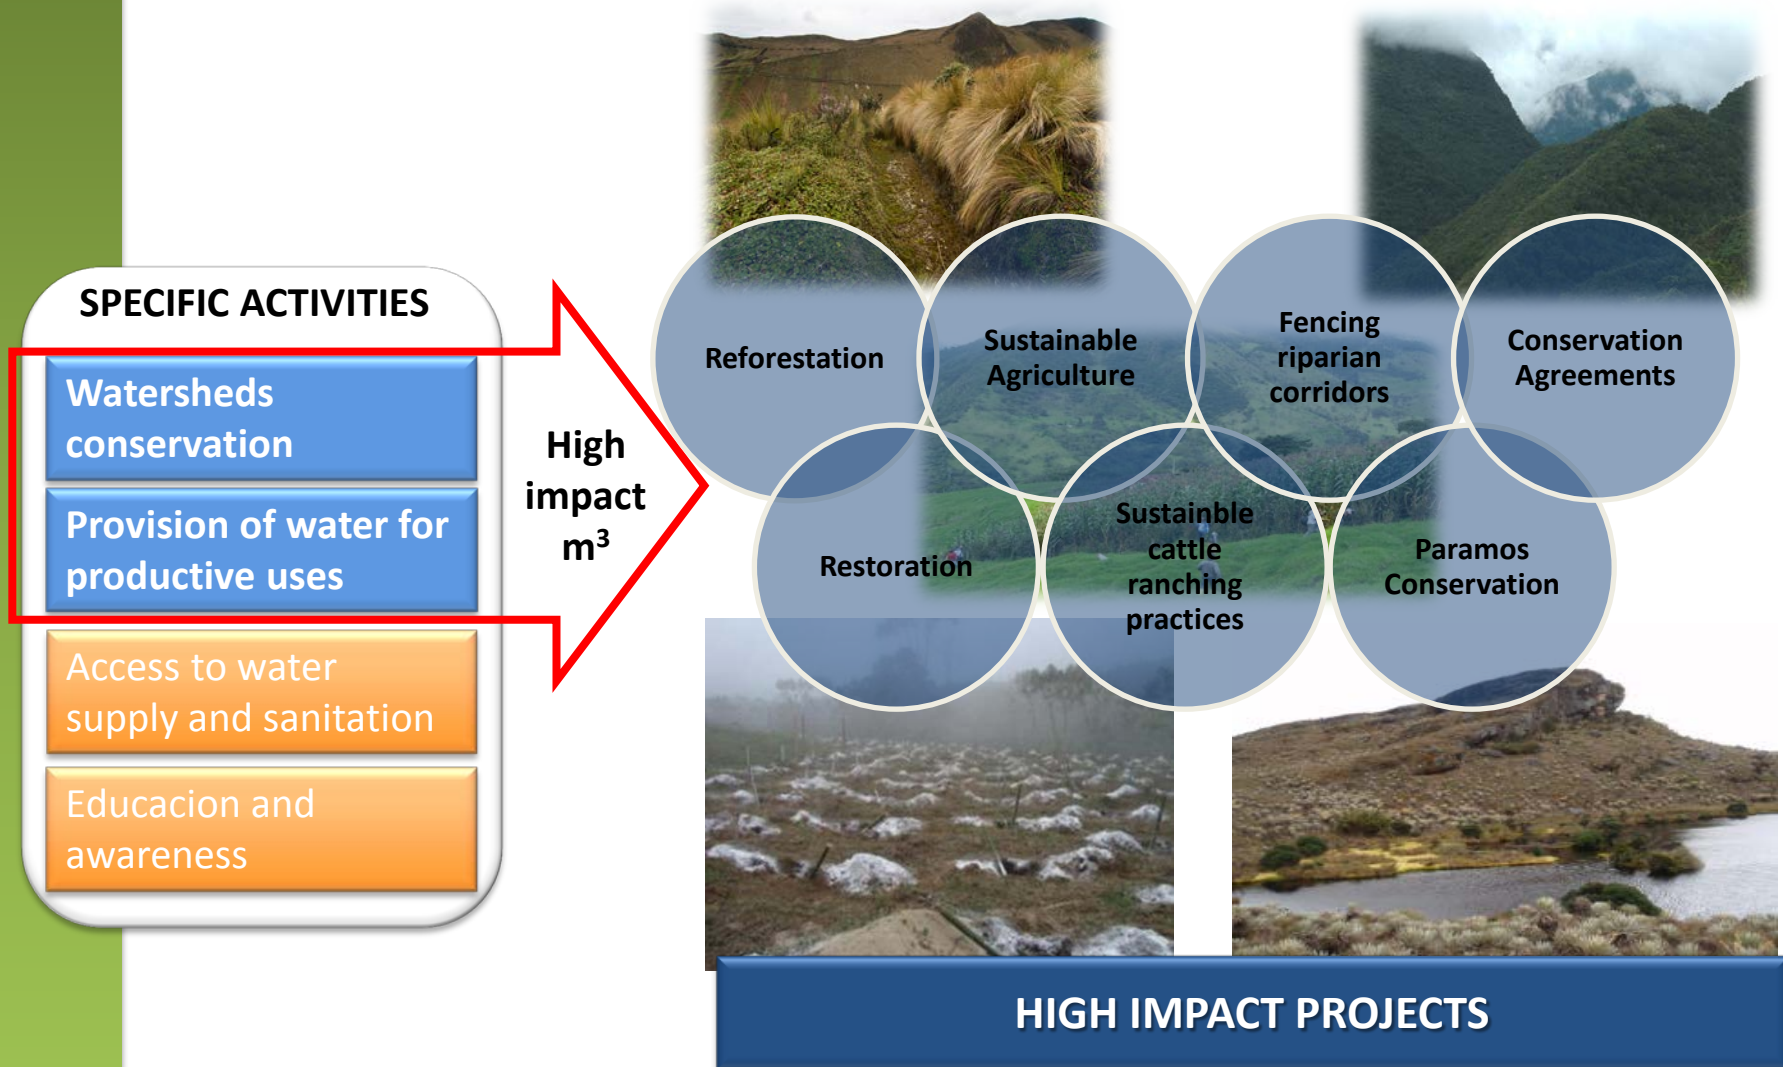 SPECIFIC ACTIVITIES
Watersheds
conservation
Provision of water for
productive uses
Access to water
supply and sanitation
Educacion and
awareness
High
impact
m³
Reforestation
Sustainable
Agriculture
Fencing
riparian
corridors
Conservation
Agreements
Restoration
Sustainble
cattle
ranching
practices
Paramos
Conservation
HIGH IMPACT PROJECTS